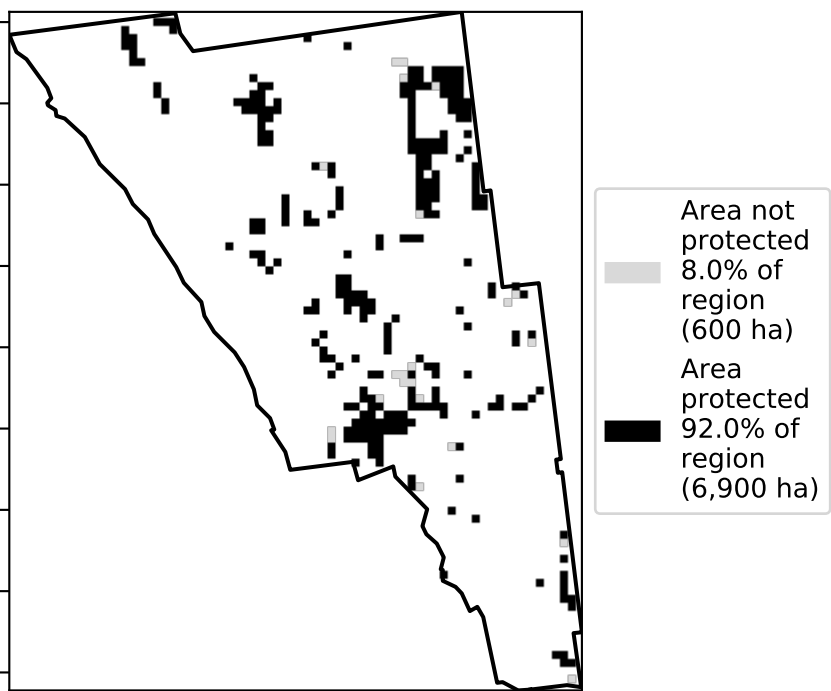 Area not
protected
8.0% of
region
(600 ha)
Area
protected
92.0% of
region
(6,900 ha)